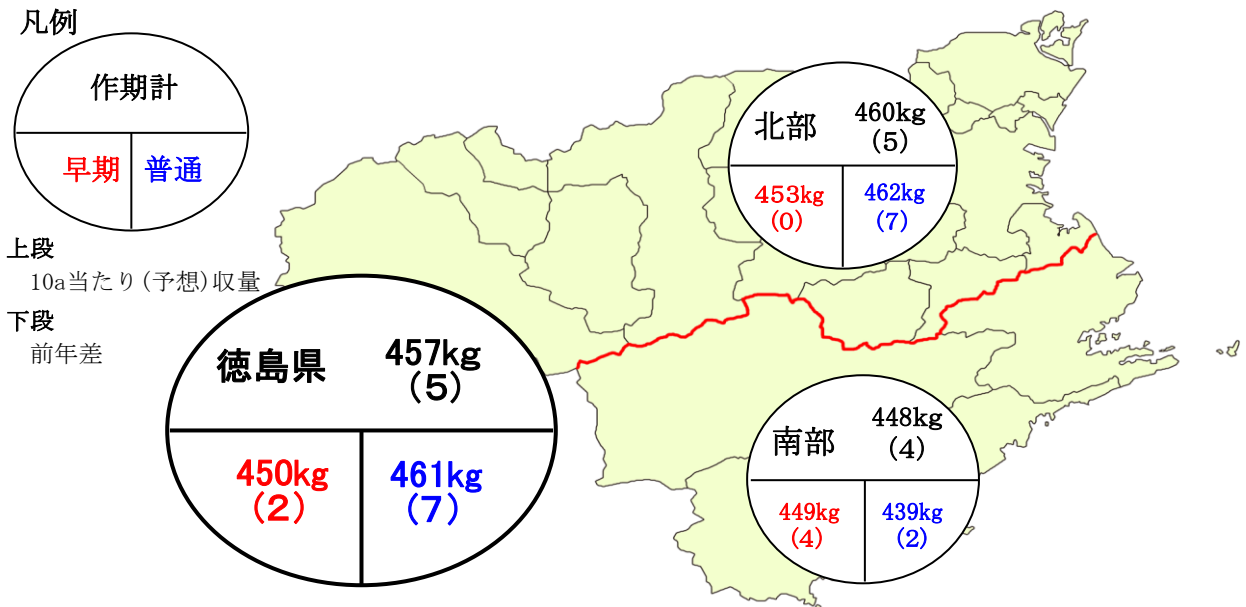 凡例
作期計
早期 普通
上段
10a当たり(予想)収量
下段
前年差
北部 460kg
(5)
453kg 462kg
(0) (7)
徳島県 457kg
(5)
450kg 461kg
(2) (7)
南部 448kg
(4)
449kg 439kg
(4) (2)